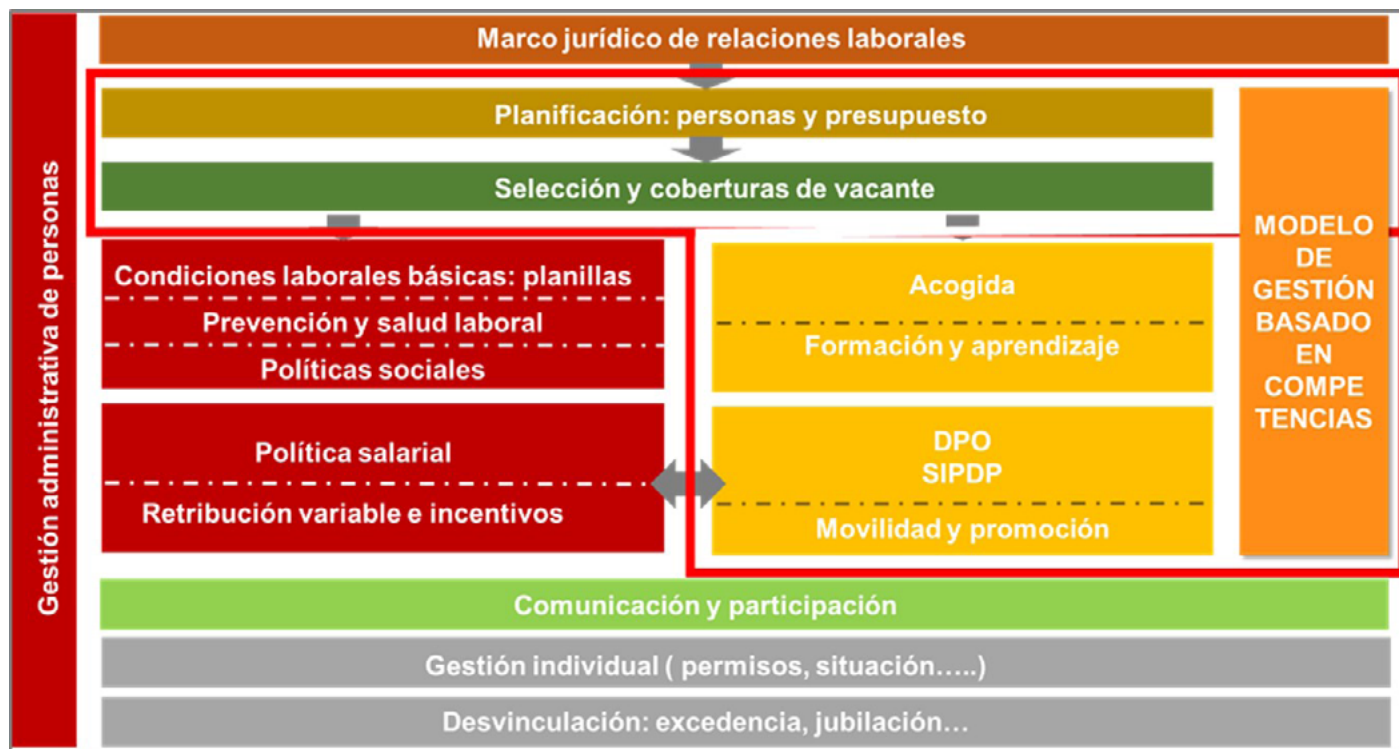 Gestión administrativa de personas
Marco jurídico de relaciones laborales
Planificación: personas y presupuesto
Selección y coberturas de vacante
Condiciones laborales básicas: planillas
Prevención y salud laboral
Políticas sociales
Política salarial
Retribución variable e incentivos
Acogida
Formación y aprendizaje
DPO
SIPDP
Movilidad y promoción
MODELO
DE
GESTIÓN
BASADO
EN
COMPE
TENCIAS
Comunicación y participación
Gestión individual ( permisos, situación…..)
Desvinculación: excedencia, jubilación…